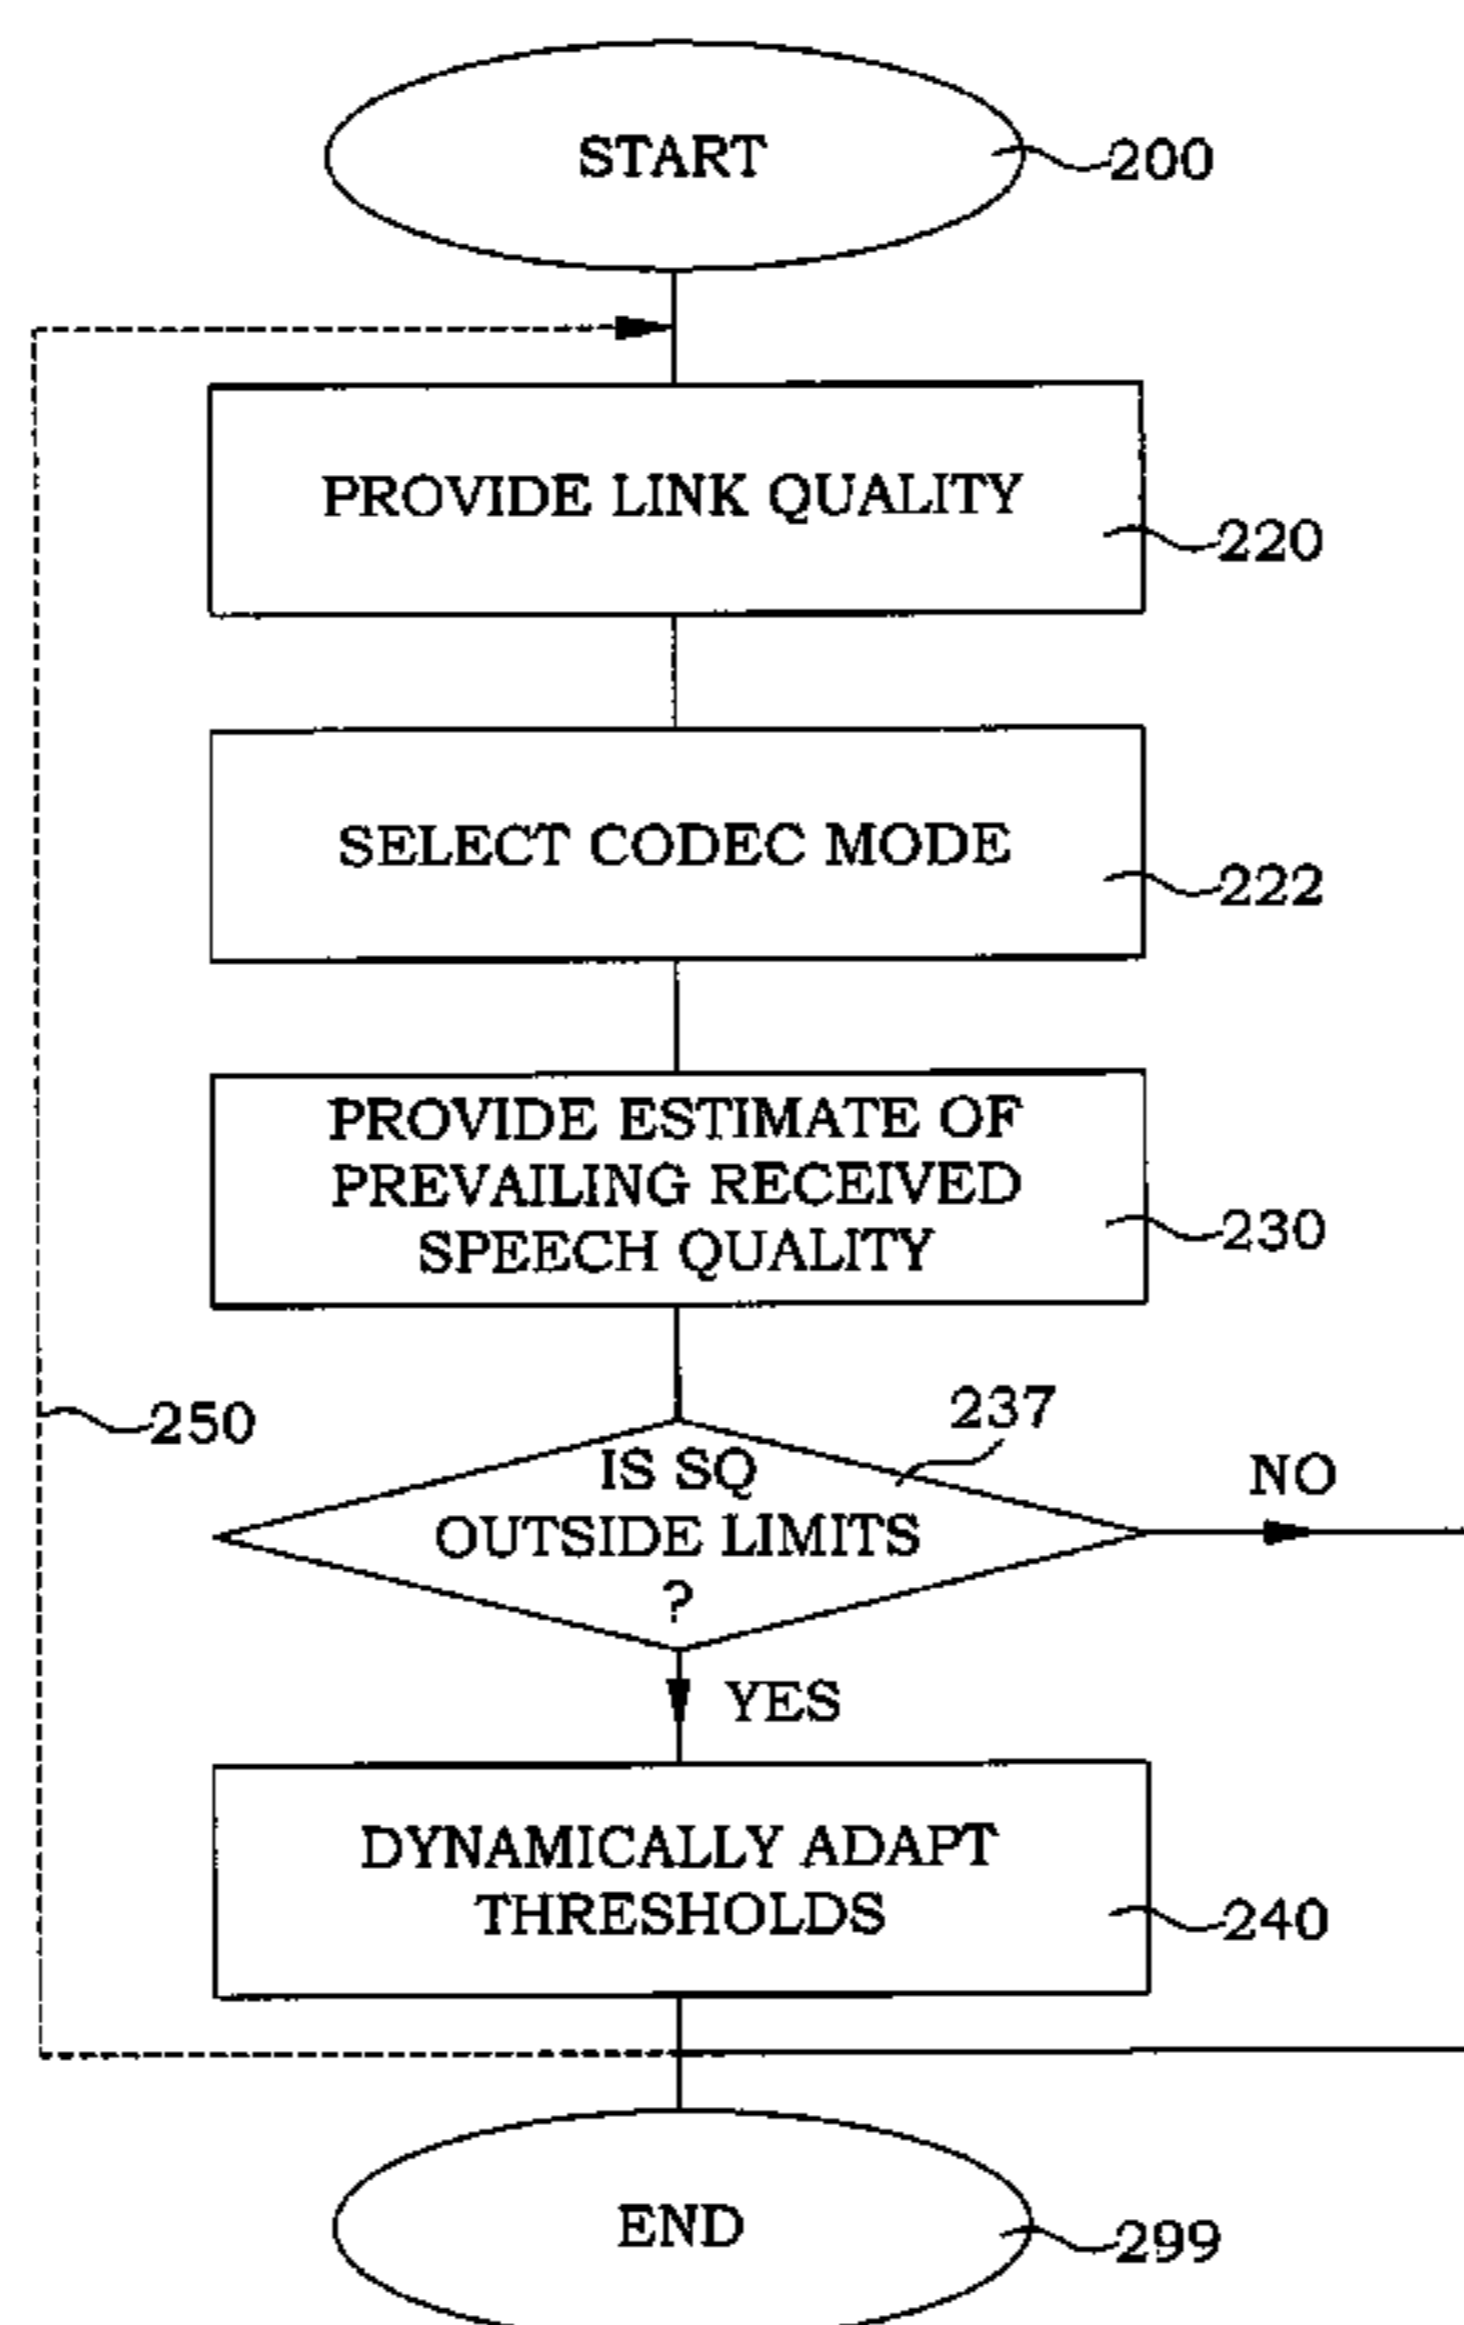 START
200
PROVIDE LINK QUALITY
220
SELECT CODEC MODE
222
PROVIDE ESTIMATE OF
PREVAILING RECEIVED
SPEECH QUALITY
230
250
237
IS SQ
OUTSIDE LIMITS
?
NO
YES
DYNAMICALLY ADAPT
THRESHOLDS
240
END
299